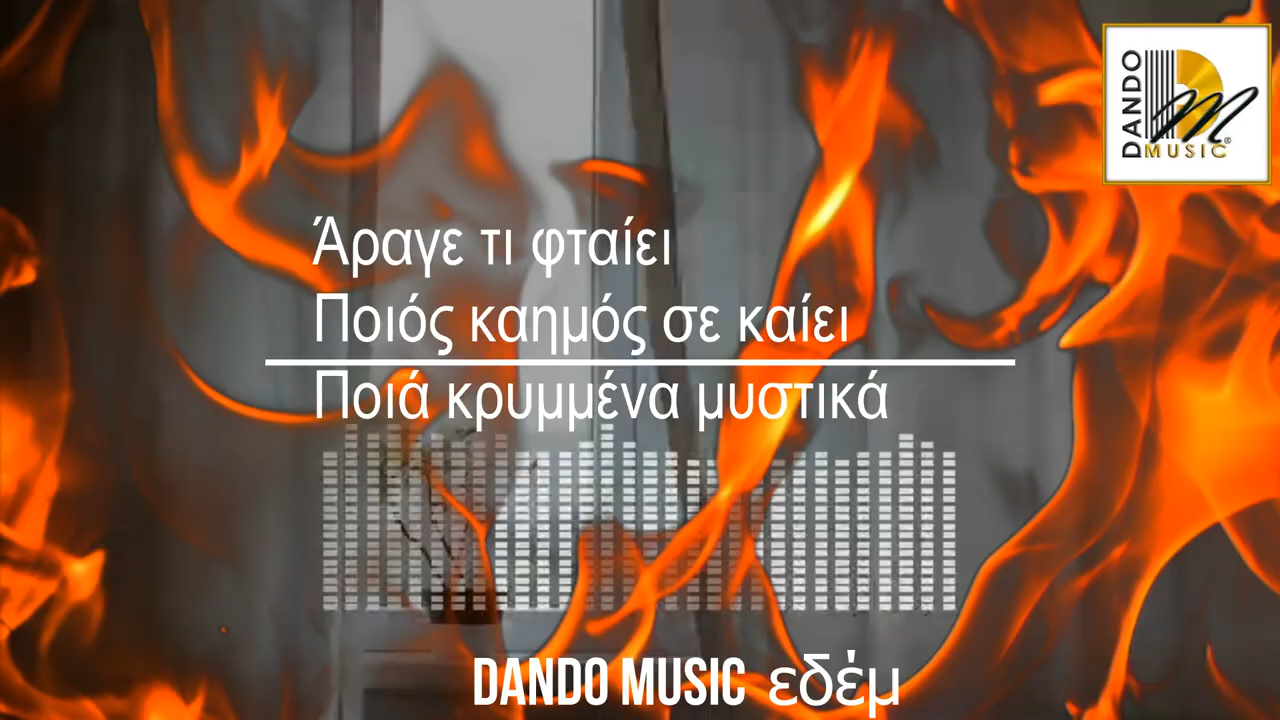 DANDO
MUSIC
Άραγε τι φταίει
Ποιός καημός σε καίει
Ποιά κρυμμένα μυστικά
DANDO MUSIC εδέμ